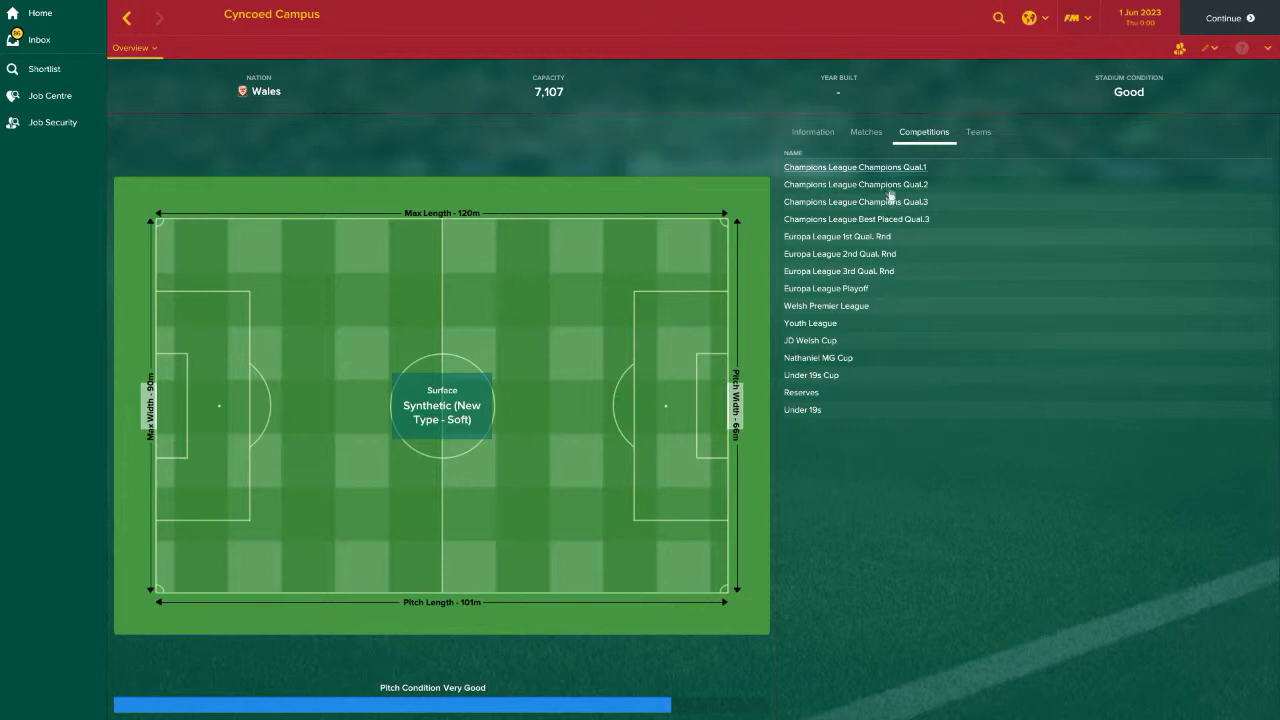 Home
Inbox
86
Shortlist
Job Centre
Job Security
Cyncoed Campus
FM
1 Jun 2023
Thu 0:00
Continue
Overview
NATION
Wales
CAPACITY
7,107
YEAR BUILT
-
STADIUM CONDITION
Good
Max Length - 120m
Max Width - 90m
Surface
Synthetic (New
Type - Soft)
Pitch Width - 66m
Pitch Length - 101m
Pitch Condition Very Good
Information Matches Competitions Teams
NAME
Champions League Champions Qual.1
Champions League Champions Qual.2
Champions League Champions Qual.3
Champions League Best Placed Qual.3
Europa League 1st Qual. Rnd
Europa League 2nd Qual. Rnd
Europa League 3rd Qual. Rnd
Europa League Playoff
Welsh Premier League
Youth League
JD Welsh Cup
Nathaniel MG Cup
Under 19s Cup
Reserves
Under 19s